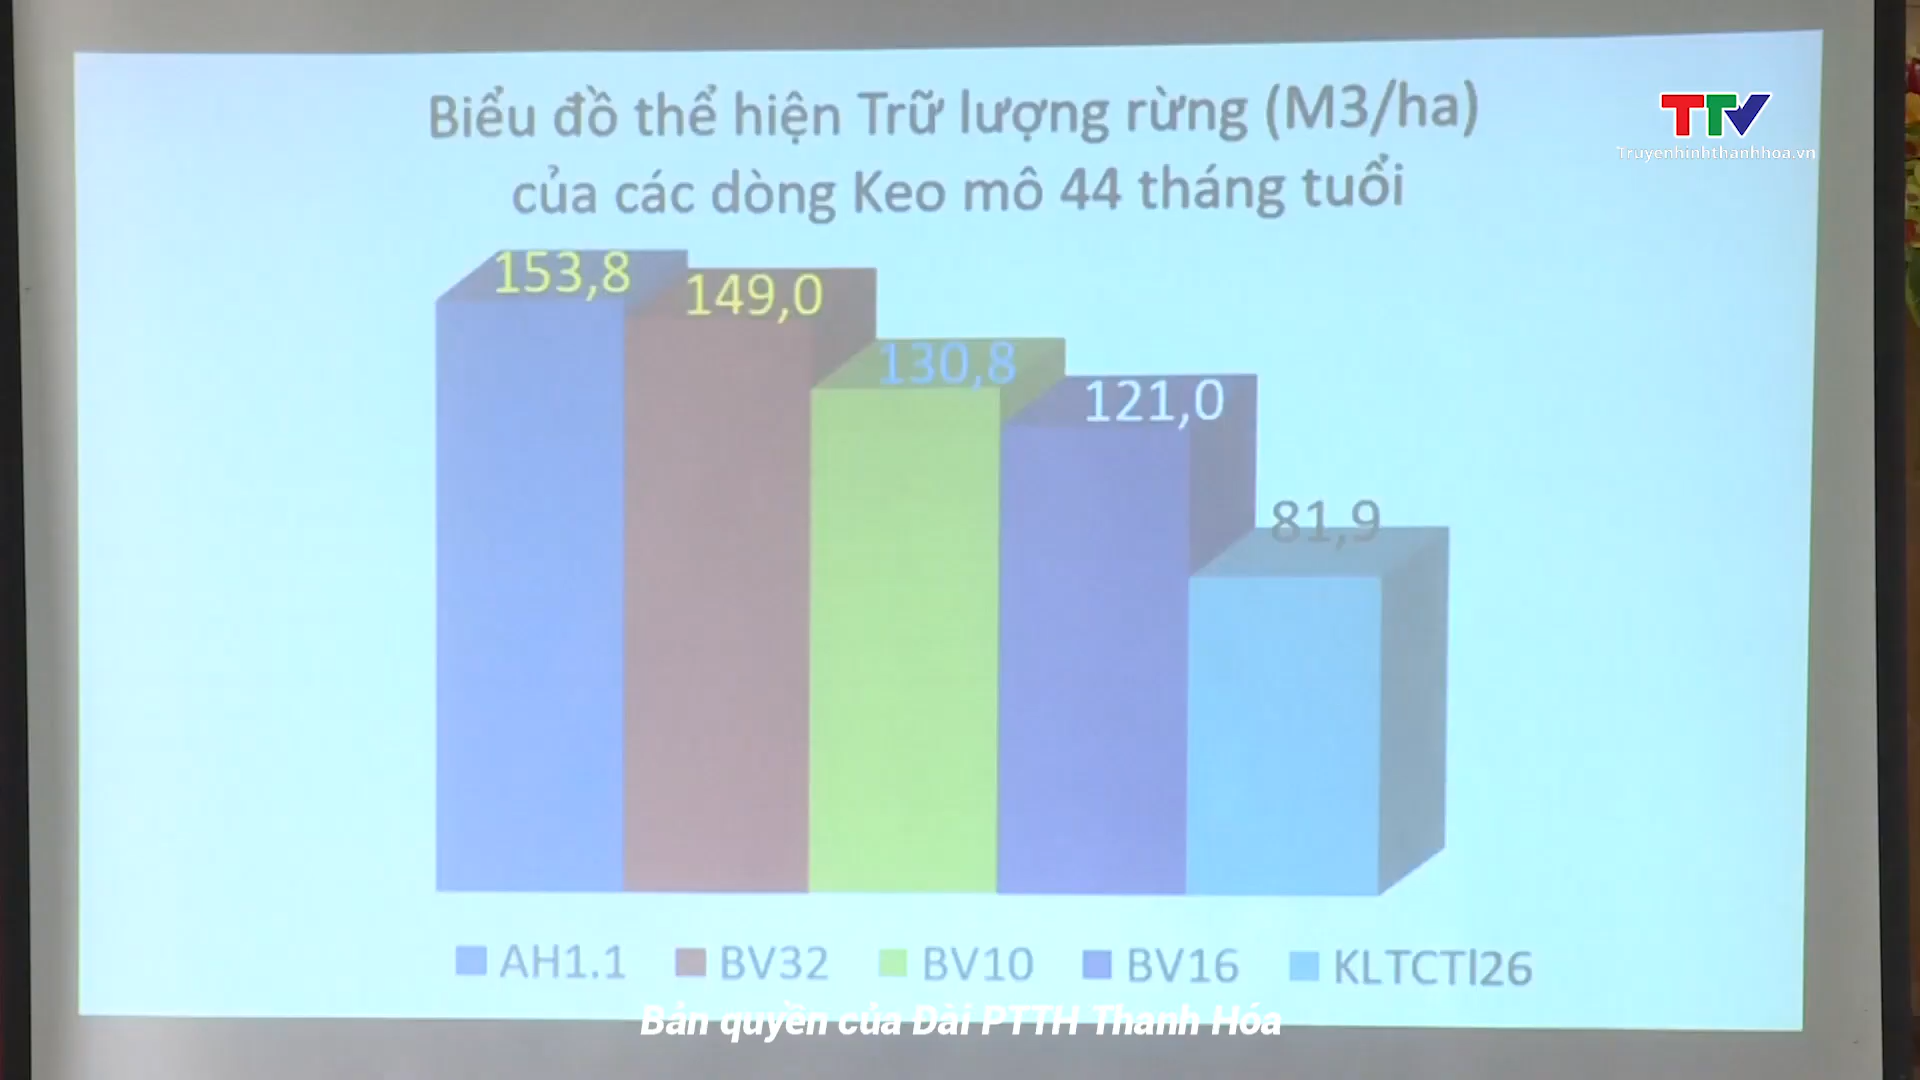 Biểu đồ thể hiện Trữ lượng rừng (M3/ha)
của các dòng Keo mô 44 tháng tuổi
TTV
Truyenhinhthanhhoa.vn
153,8
149,0
130,8
121,0
81,9
AH1.1 BV32 BV10 BV16 KLTCTl26
Bản quyền của Đài PTTH Thanh Hóa